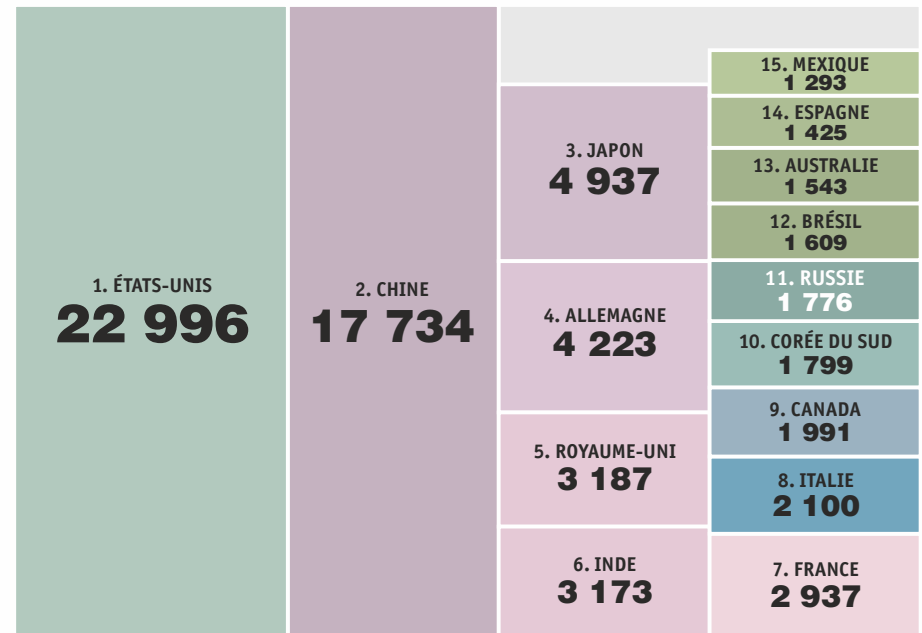 1. ÉTATS-UNIS
22 996
2. CHINE
17 734
3. JAPON
4 937
4. ALLEMAGNE
4 223
5. ROYAUME-UNI
3 187
6. INDE
3 173
15. MEXIQUE
1 293
14. ESPAGNE
1 425
13. AUSTRALIE
1 543
12. BRÉSIL
1 609
11. RUSSIE
1 776
10. CORÉE DU SUD
1 799
9. CANADA
1 991
8. ITALIE
2 100
7. FRANCE
2 937